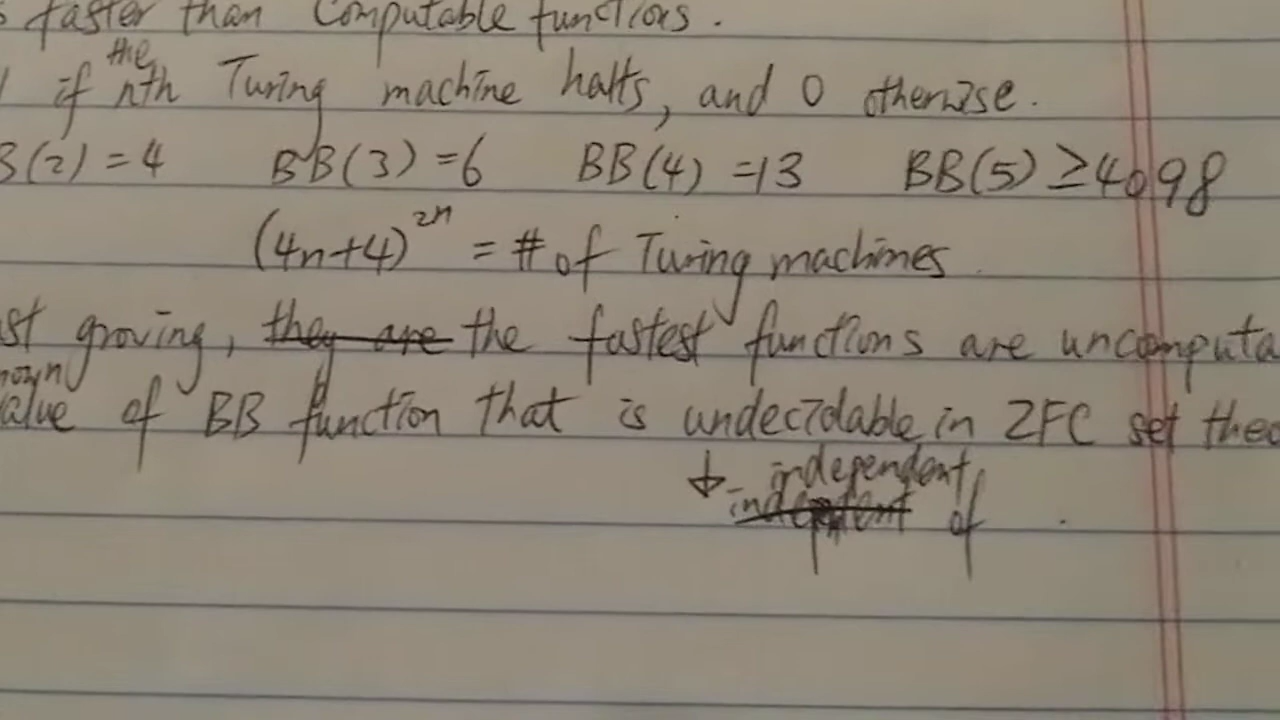 faster than Computable functions.
if the nth Turing machine halts, and 0 otherwise.
B(2) = 4 BB(3) = 6 BB(4) = 13 BB(5) ≥ 4098
(4n+4)^2n = # of Turing machines
st groving, they are the fastest functions are uncomputa
nown
alue of BB function that is undecidable in ZFC set theo
↓ independent
of